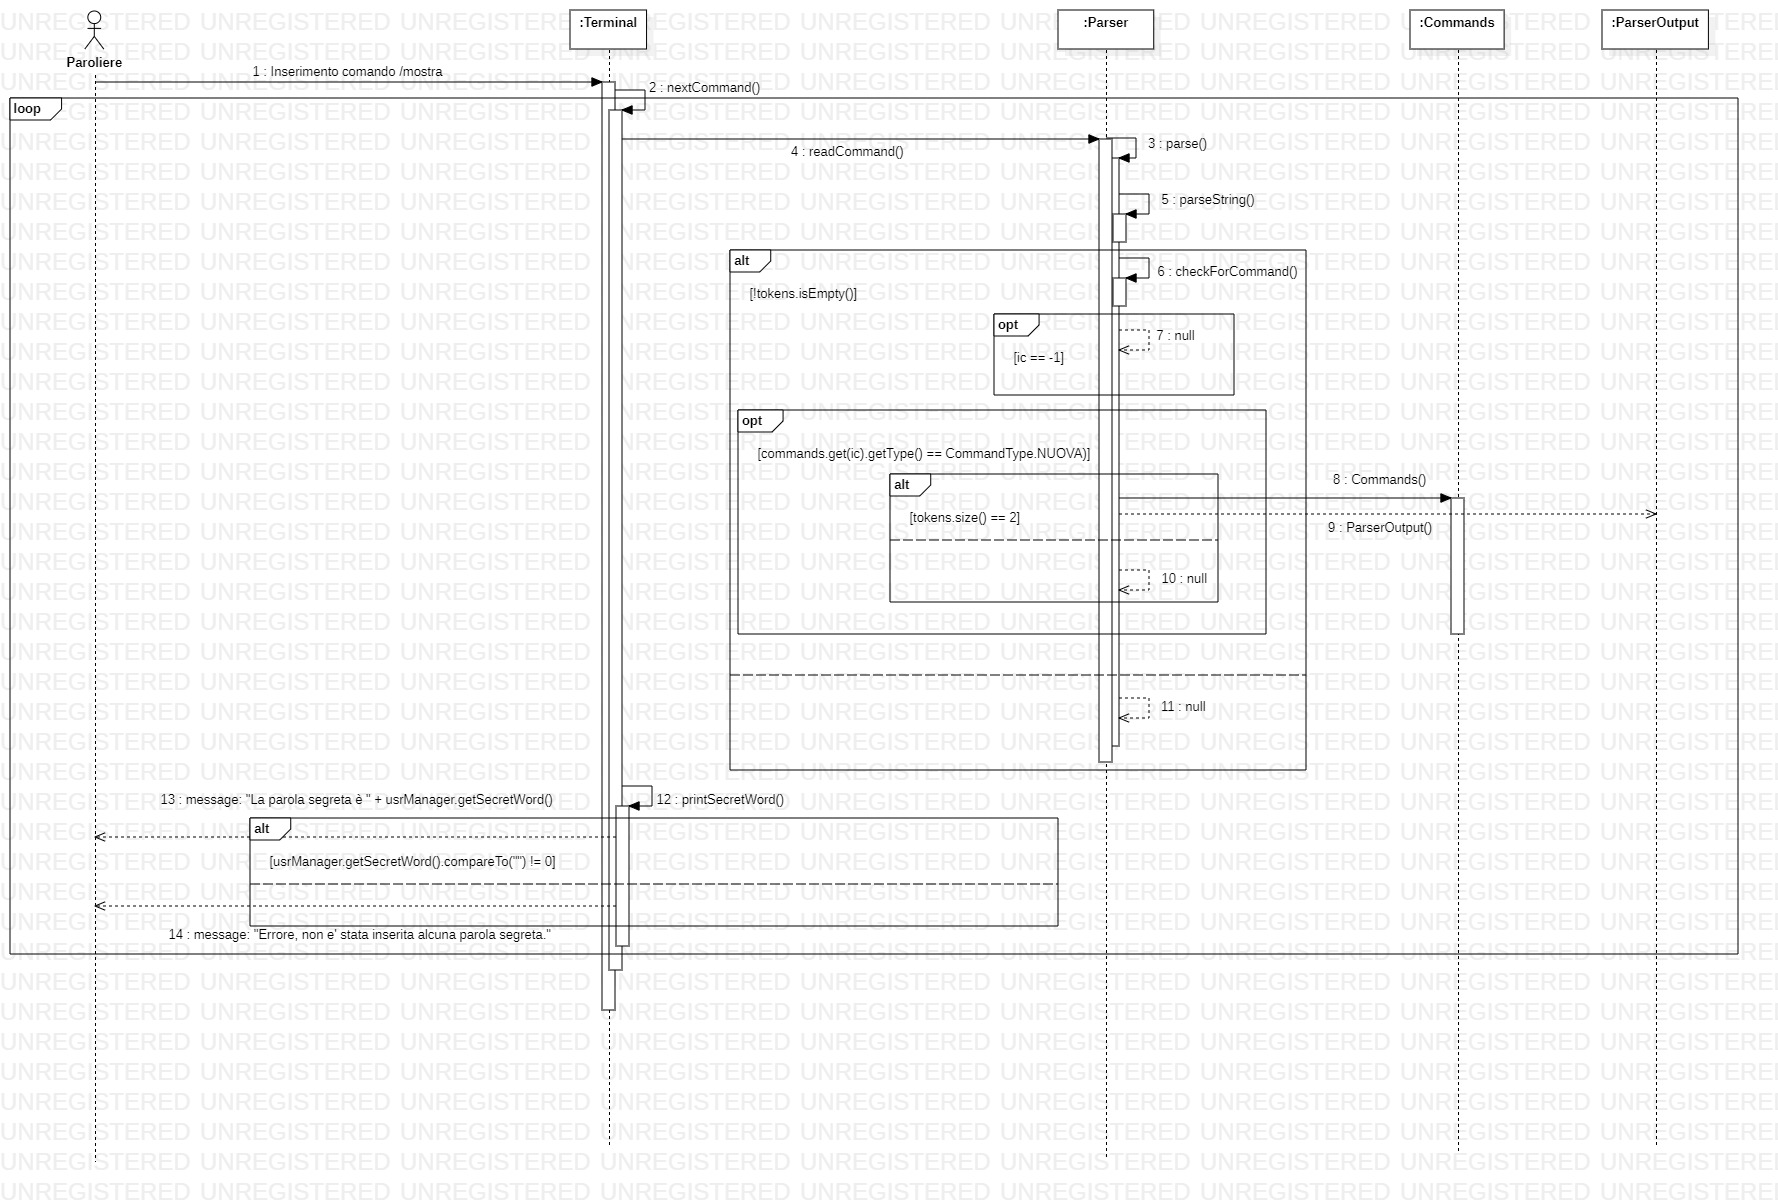 :Terminal
:Parser
:Commands
:ParserOutput
Paroliere
1 : Inserimento comando /mostra
2 : nextCommand()
loop
3 : parse()
4 : readCommand()
5 : parseString()
alt
6 : checkForCommand()
[!tokens.isEmpty()]
opt
7 : null
[ic == -1]
opt
[commands.get(ic).getType() == CommandType.NUOVA)]
alt
8 : Commands()
[tokens.size() == 2]
9 : ParserOutput()
10 : null
11 : null
13 : message: "La parola segreta è " + usrManager.getSecretWord()
12 : printSecretWord()
alt
[usrManager.getSecretWord().compareTo("") != 0]
14 : message: "Errore, non e' stata inserita alcuna parola segreta."
UNREGISTERED